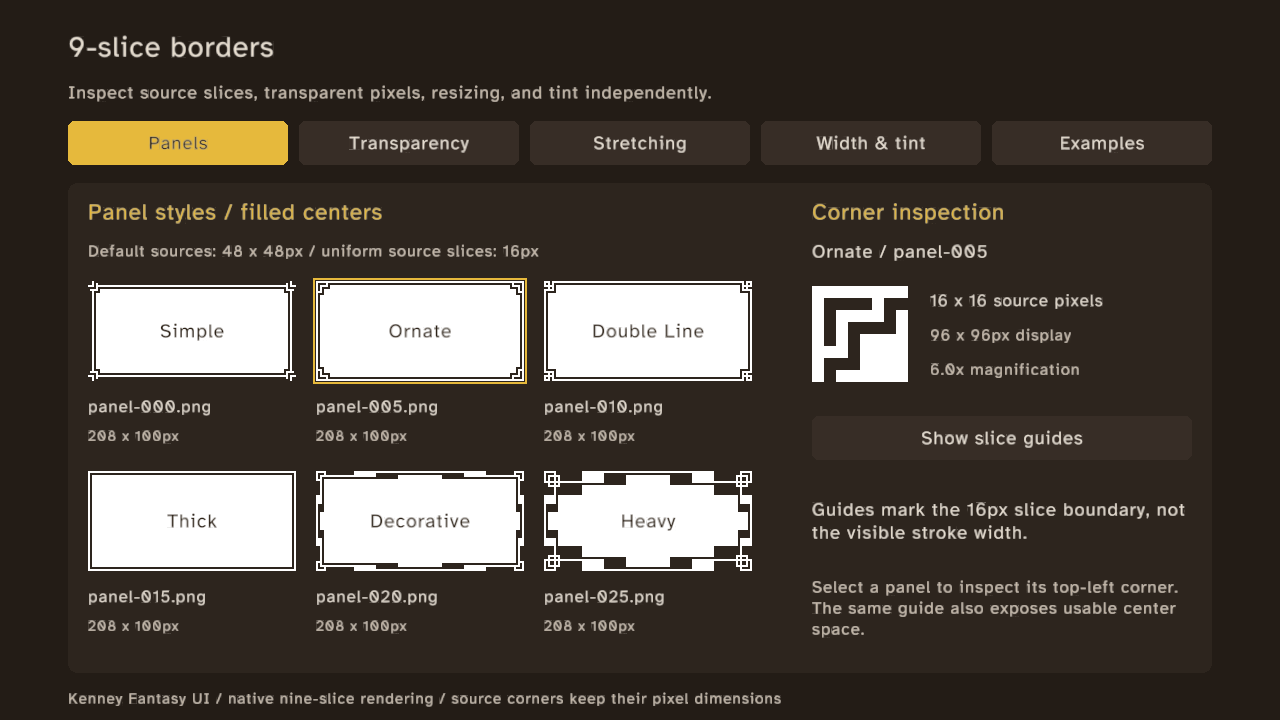 9-slice borders
Inspect source slices, transparent pixels, resizing, and tint independently.
Panels
Transparency
Stretching
Width & tint
Examples
Panel styles / filled centers
Default sources: 48 x 48px / uniform source slices: 16px
Simple
Ornate
Double Line
panel-000.png
panel-005.png
panel-010.png
208 x 100px
208 x 100px
208 x 100px
Thick
Decorative
Heavy
panel-015.png
panel-020.png
panel-025.png
208 x 100px
208 x 100px
208 x 100px
Corner inspection
Ornate / panel-005
16 x 16 source pixels
96 x 96px display
6.0x magnification
Show slice guides
Guides mark the 16px slice boundary, not
the visible stroke width.
Select a panel to inspect its top-left corner.
The same guide also exposes usable center
space.
Kenney Fantasy UI / native nine-slice rendering / source corners keep their pixel dimensions